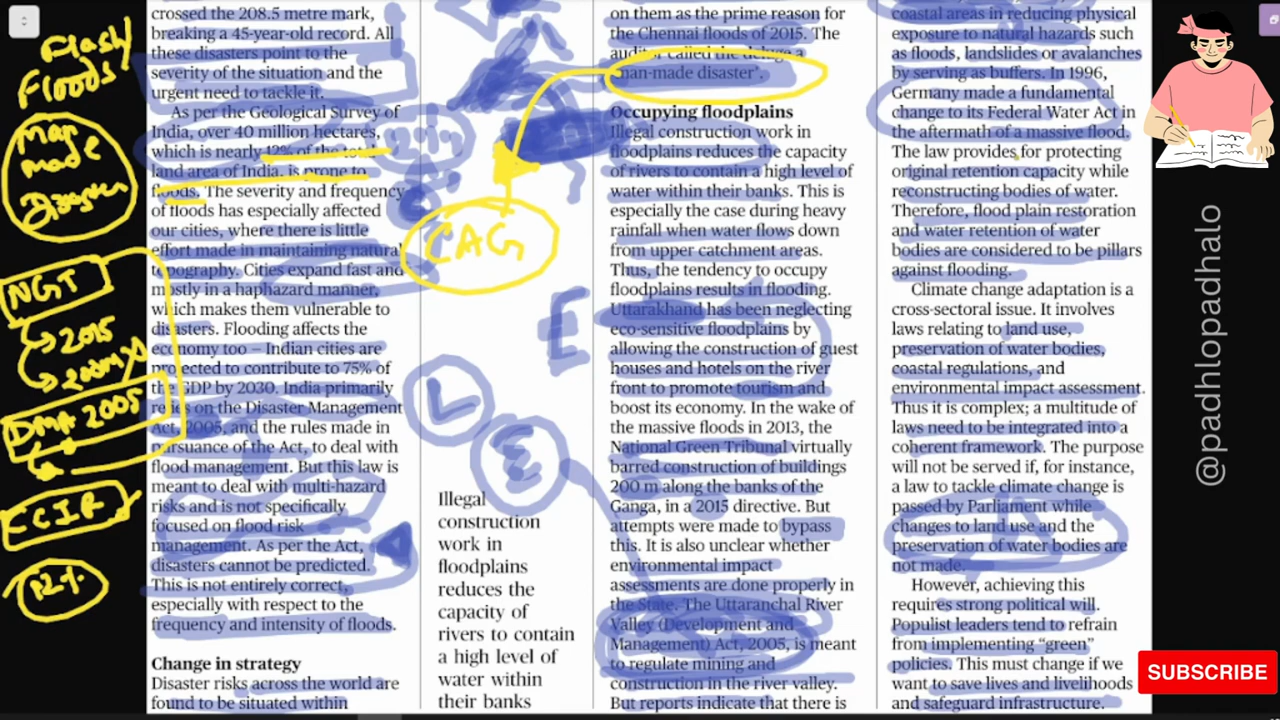 Flash
Floods
Man
made
Disaster
NGT
2015
200m
DMA 2005
12%
crossed the 208.5 metre mark,
breaking a 45-year-old record. All
these disasters point to the
severity of the situation and the
urgent need to tackle it.
As per the Geological Survey of
India, over 40 million hectares,
which is nearly 12% of the total
land area of India, is prone to
floods. The severity and frequency
of floods has especially affected
our cities, where there is little
effort made in maintaining natural
topography. Cities expand fast and
mostly in a haphazard manner,
which makes them vulnerable to
disasters. Flooding affects the
economy too — Indian cities are
projected to contribute to 75% of
the GDP by 2030. India primarily
relies on the Disaster Management
Act, 2005, and the rules made in
pursuance of the Act, to deal with
flood management. But this law is
meant to deal with multi-hazard
risks and is not specifically
focused on flood risk
management. As per the Act,
disasters cannot be predicted.
This is not entirely correct,
especially with respect to the
frequency and intensity of floods.
Change in strategy
Disaster risks across the world are
found to be situated within
CAG
E
L
E
Illegal
construction
work in
floodplains
reduces the
capacity of
rivers to contain
a high level of
water within
their banks
on them as the prime reason for
the Chennai floods of 2015. The
auditor called the deluge a
'man-made disaster'.
Occupying floodplains
Illegal construction work in
floodplains reduces the capacity
of rivers to contain a high level of
water within their banks. This is
especially the case during heavy
rainfall when water flows down
from upper catchment areas.
Thus, the tendency to occupy
floodplains results in flooding.
Uttarakhand has been neglecting
eco-sensitive floodplains by
allowing the construction of guest
houses and hotels on the river
front to promote tourism and
boost its economy. In the wake of
the massive floods in 2013, the
National Green Tribunal virtually
barred construction of buildings
200 m along the banks of the
Ganga, in a 2015 directive. But
attempts were made to bypass
this. It is also unclear whether
environmental impact
assessments are done properly in
the State. The Uttaranchal River
Valley (Development and
Management) Act, 2005, is meant
to regulate mining and
construction in the river valley.
But reports indicate that there is
coastal areas in reducing physical
exposure to natural hazards such
as floods, landslides or avalanches
by serving as buffers. In 1996,
Germany made a fundamental
change to its Federal Water Act in
the aftermath of a massive flood.
The law provides for protecting
original retention capacity while
reconstructing bodies of water.
Therefore, flood plain restoration
and water retention of water
bodies are considered to be pillars
against flooding.
Climate change adaptation is a
cross-sectoral issue. It involves
laws relating to land use,
preservation of water bodies,
coastal regulations, and
environmental impact assessment.
Thus it is complex; a multitude of
laws need to be integrated into a
coherent framework. The purpose
will not be served if, for instance,
a law to tackle climate change is
passed by Parliament while
changes to land use and the
preservation of water bodies are
not made.
However, achieving this
requires strong political will.
Populist leaders tend to refrain
from implementing “green”
policies. This must change if we
want to save lives and livelihoods
and safeguard infrastructure.
@padhlopadhalo
SUBSCRIBE